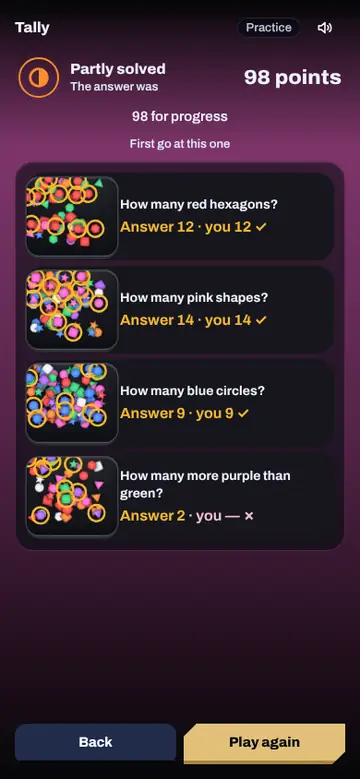 Tally
Practice
Partly solved
The answer was
98 points
98 for progress
First go at this one
How many red hexagons?
Answer 12 · you 12 ✓
How many pink shapes?
Answer 14 · you 14 ✓
How many blue circles?
Answer 9 · you 9 ✓
How many more purple than
green?
Answer 2 · you — ×
Back
Play again